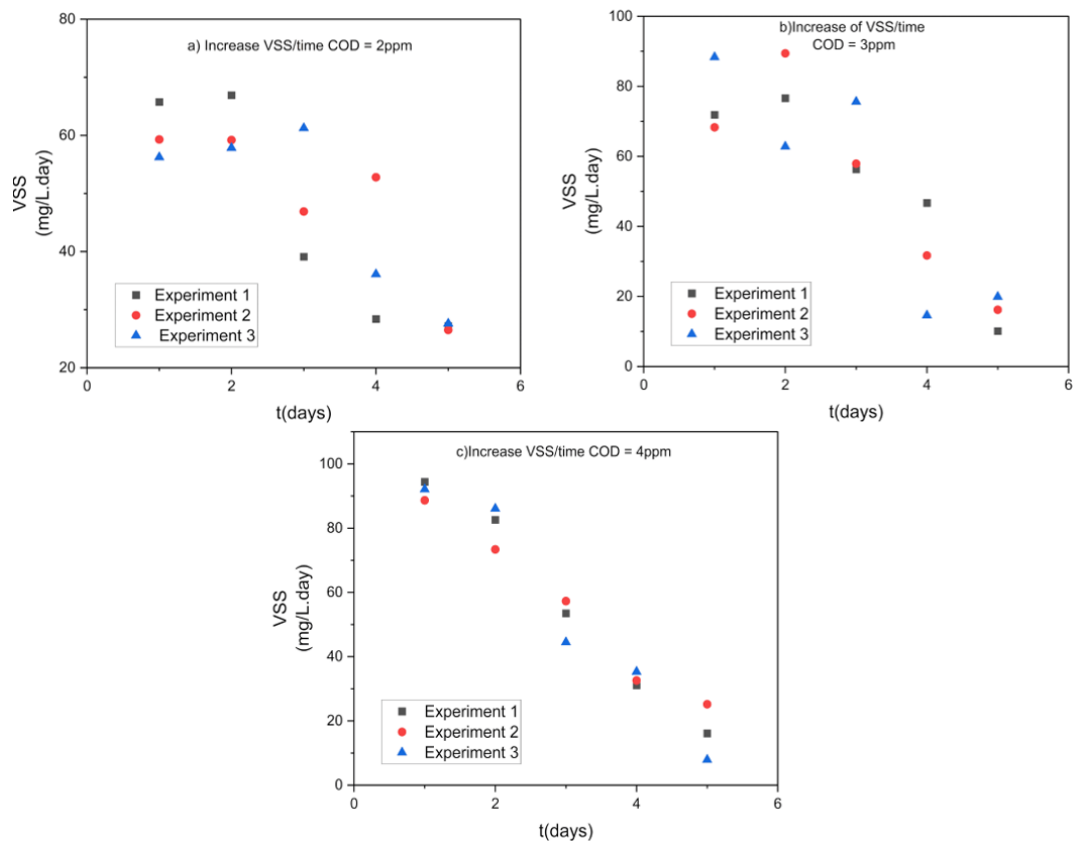 a) Increase VSS/time COD = 2ppm
80
60
40
20
VSS
(mg/L.day)
Experiment 1
Experiment 2
Experiment 3
0
2
4
6
t(days)
b)Increase of VSS/time
COD = 3ppm
100
80
60
40
20
0
VSS
(mg/L.day)
Experiment 1
Experiment 2
Experiment 3
0
2
4
6
t(days)
c)Increase VSS/time COD = 4ppm
100
80
60
40
20
0
VSS
(mg/L.day)
Experiment 1
Experiment 2
Experiment 3
0
2
4
6
t(days)